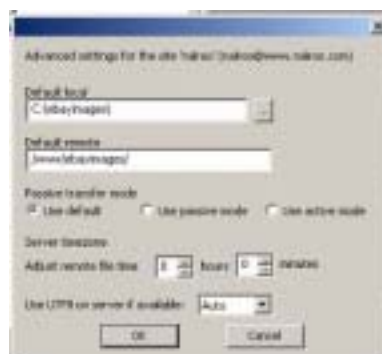 Advanced settings for the site
Default local
C:\ebayimages\
...
Default remote
/www/ebayimages/
Passive transfer mode
Use default Use passive mode Use active mode
Server timezone
Adjust remote file time 0 hours 0 minutes
Use UTF8 on server if available: Auto
OK Cancel